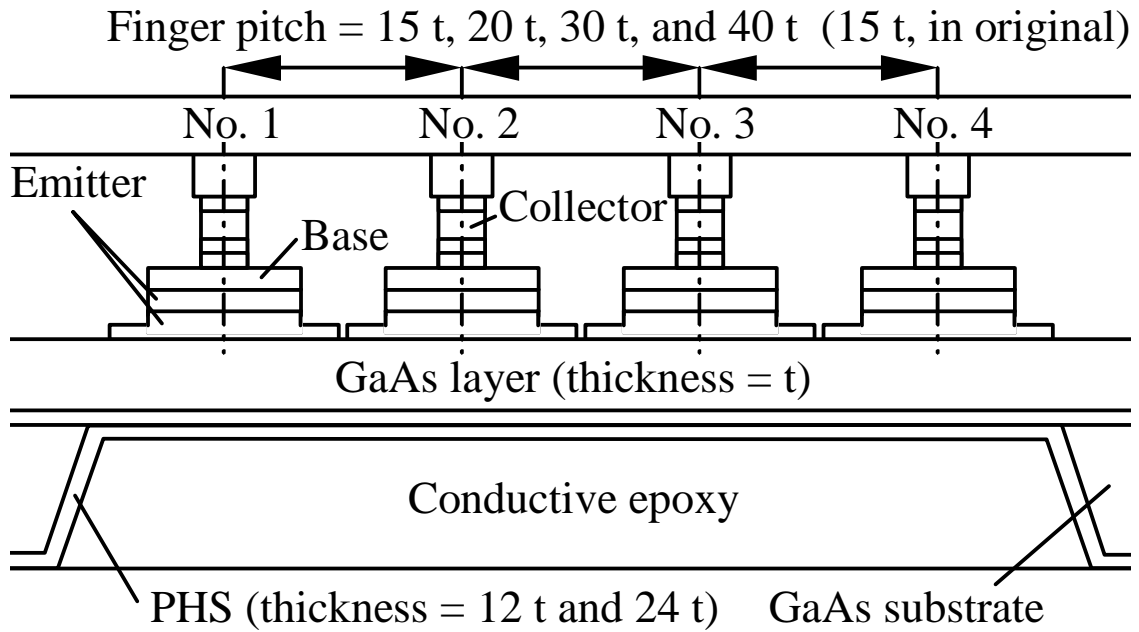 Finger pitch = 15 t, 20 t, 30 t, and 40 t (15 t, in original)
No. 1 No. 2 No. 3 No. 4
Emitter
Collector
Base
GaAs layer (thickness = t)
Conductive epoxy
PHS (thickness = 12 t and 24 t) GaAs substrate